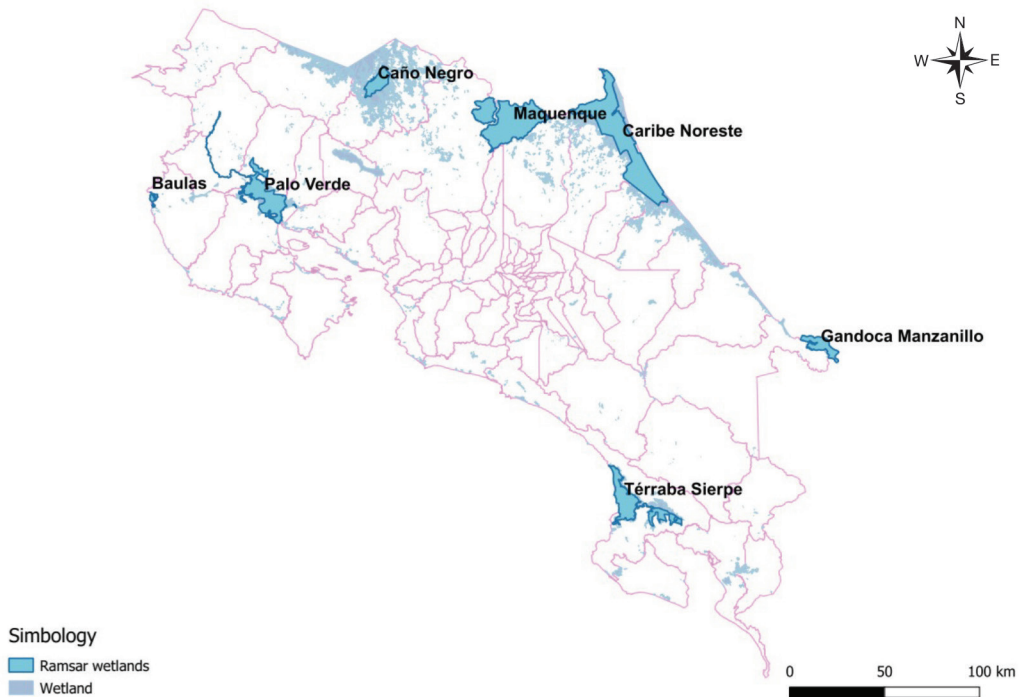 N
W E
S
Caño Negro
Maquenque
Caribe Noreste
Baulas
Palo Verde
Gandoca Manzanillo
Térraba Sierpe
Simbology
Ramsar wetlands
Wetland
0 50 100 km